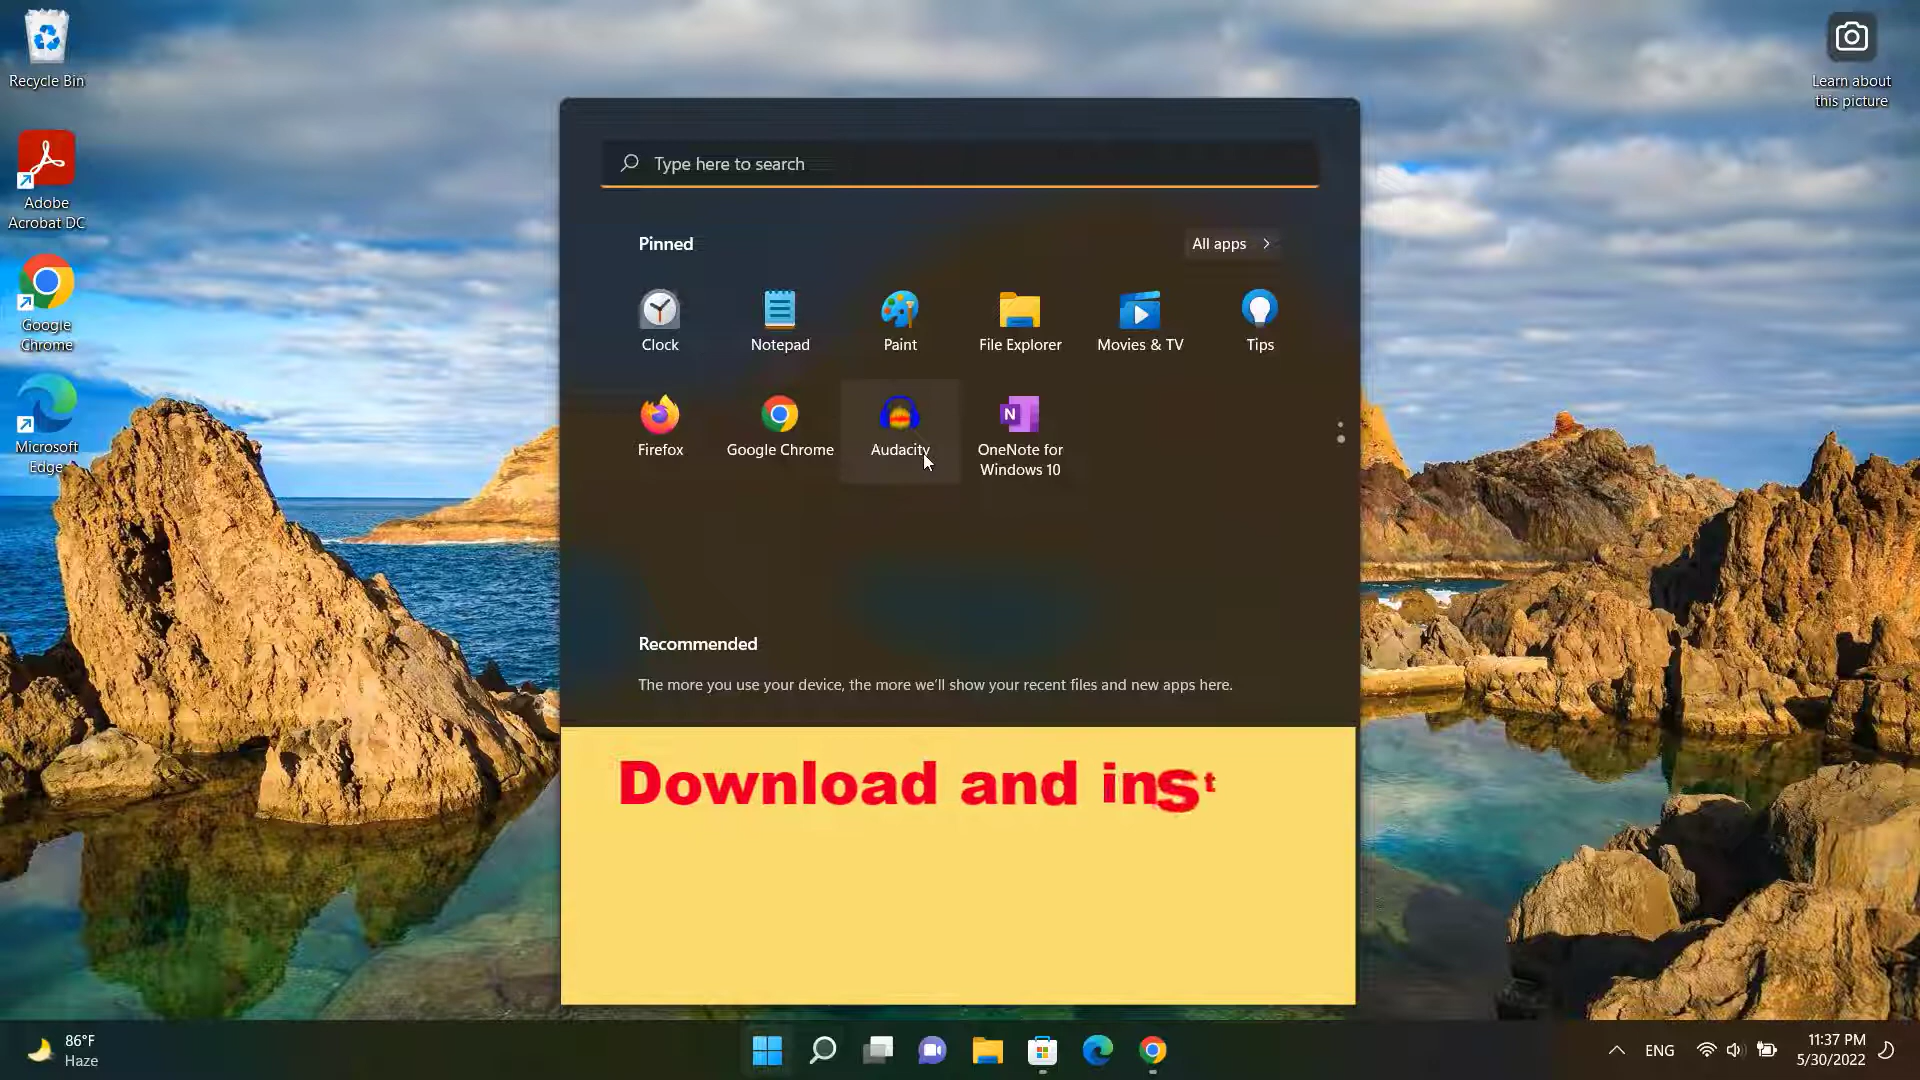 Recycle Bin
Adobe
Acrobat DC
Google
Chrome
Microsoft
Edge
Learn about
this picture
Type here to search
Pinned
All apps
Clock
Notepad
Paint
File Explorer
Movies & TV
Tips
Firefox
Google Chrome
Audacity
OneNote for
Windows 10
N
Recommended
The more you use your device, the more we'll show your recent files and new apps here.
Download and inst
86°F
Haze
ENG
11:37 PM
5/30/2022